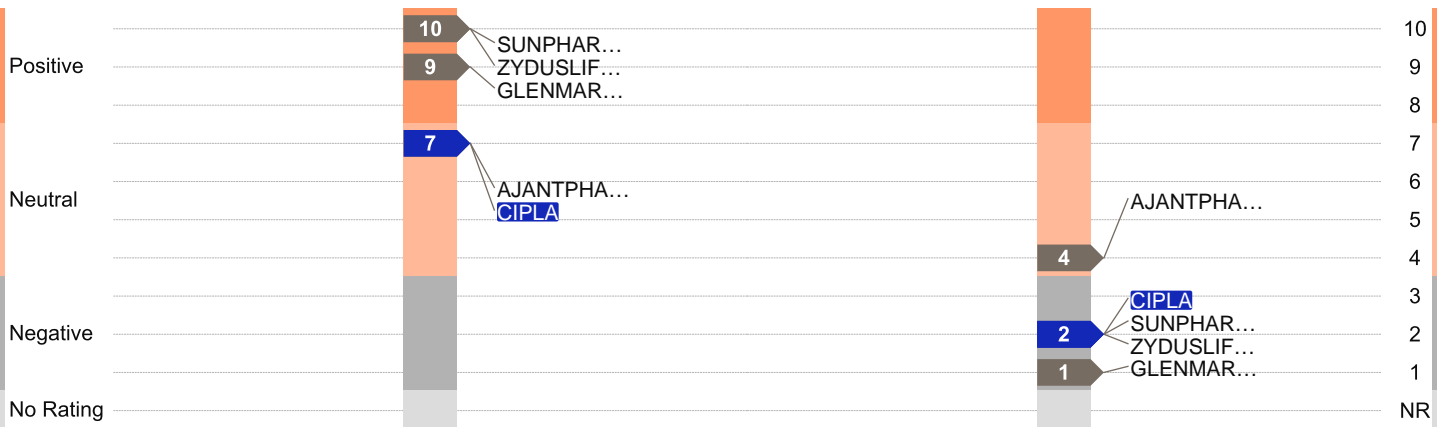 Positive
Neutral
Negative
No Rating
10
9
7
SUNPHAR…
ZYDUSLIF…
GLENMAR…
AJANTPHA…
CIPLA
4
2
1
AJANTPHA…
CIPLA
SUNPHAR…
ZYDUSLIF…
GLENMAR…
10
9
8
7
6
5
4
3
2
1
NR